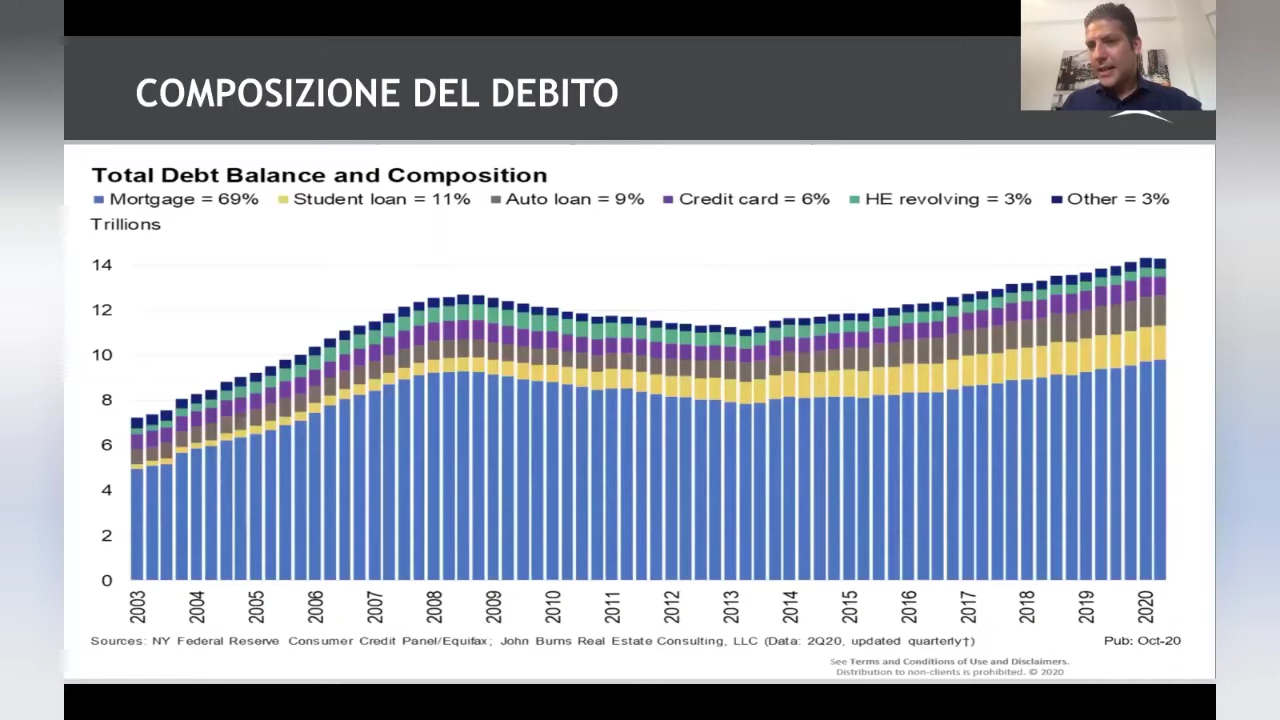 COMPOSIZIONE DEL DEBITO
Total Debt Balance and Composition
Mortgage = 69% Student loan = 11% Auto loan = 9% Credit card = 6% HE revolving = 3% Other = 3%
Trillions
14
12
10
8
6
4
2
0
2003 2004 2005 2006 2007 2008 2009 2010 2011 2012 2013 2014 2015 2016 2017 2018 2019 2020
Sources: NY Federal Reserve Consumer Credit Panel/Equifax; John Burns Real Estate Consulting, LLC (Data: 2Q20, updated quarterly†) Pub: Oct-20
See Terms and Conditions of Use and Disclaimers.
Distribution to non-clients is prohibited. © 2020